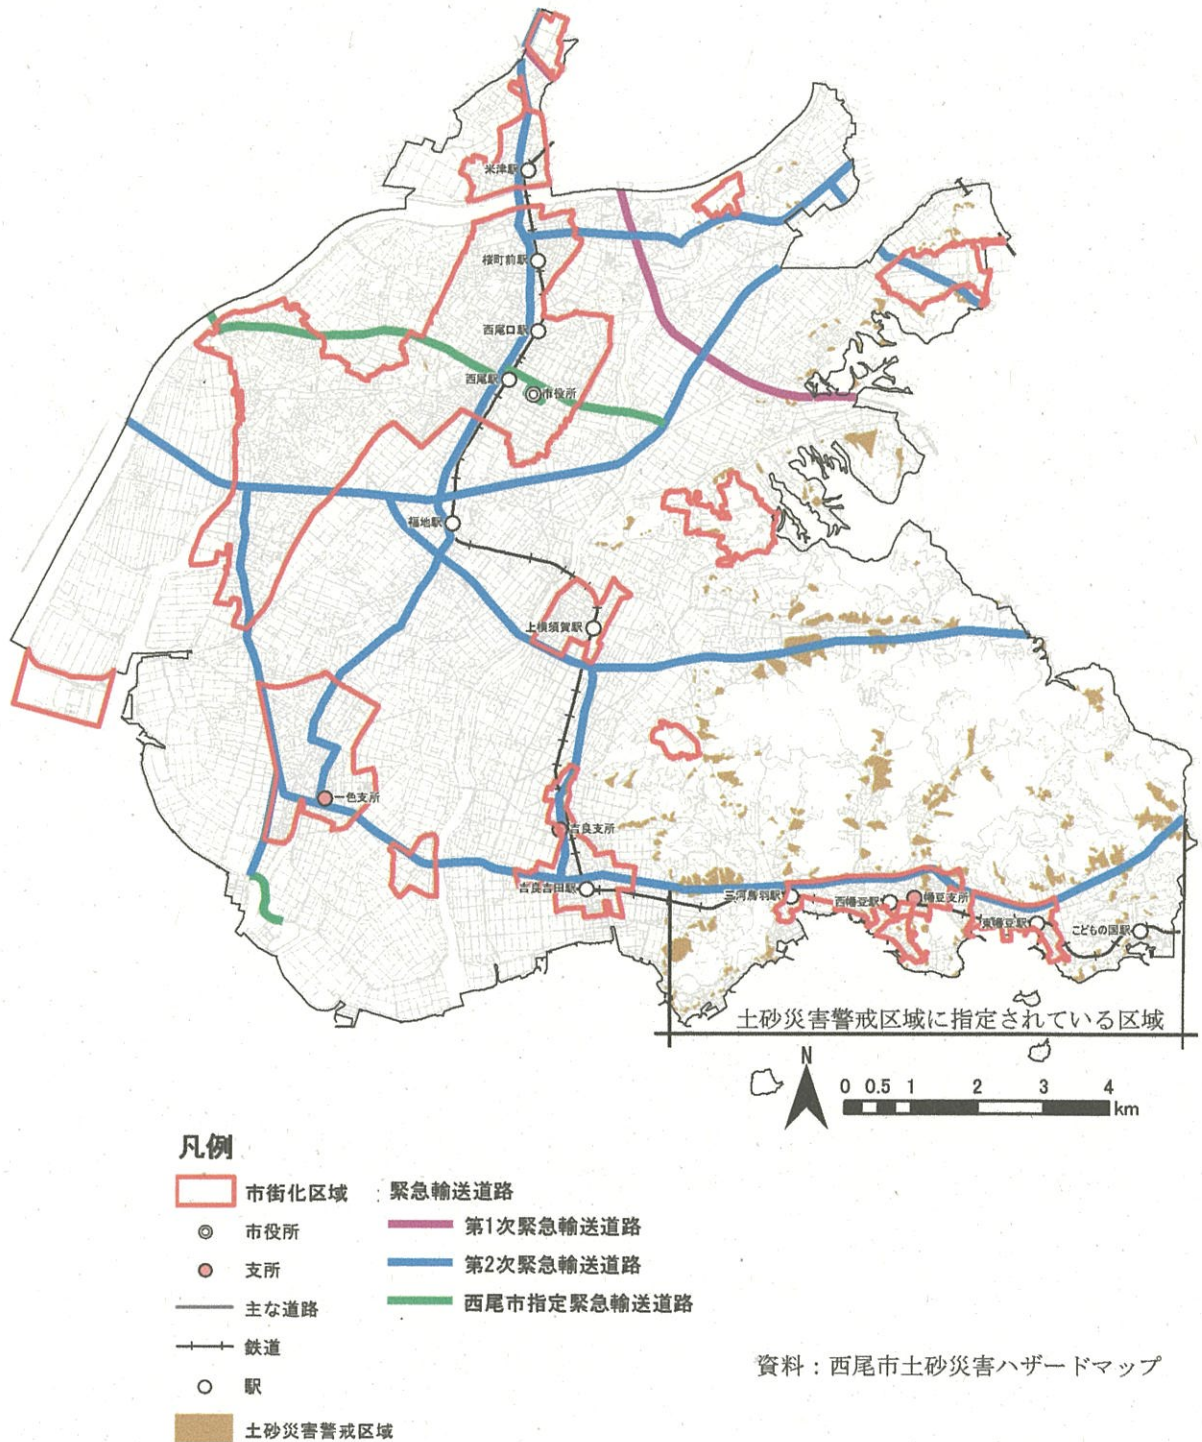 米津駅
桜町前駅
西尾口駅
西尾駅
市役所
福地駅
上横須賀駅
一色支所
吉良支所
吉良吉田駅
三河鳥羽駅
西幡豆駅
幡豆支所
東幡豆駅
こどもの国駅
土砂災害警戒区域に指定されている区域
N
0 0.5 1 2 3 4
km
凡例
市街化区域
市役所
支所
主な道路
鉄道
駅
土砂災害警戒区域
緊急輸送道路
第1次緊急輸送道路
第2次緊急輸送道路
西尾市指定緊急輸送道路
資料：西尾市土砂災害ハザードマップ